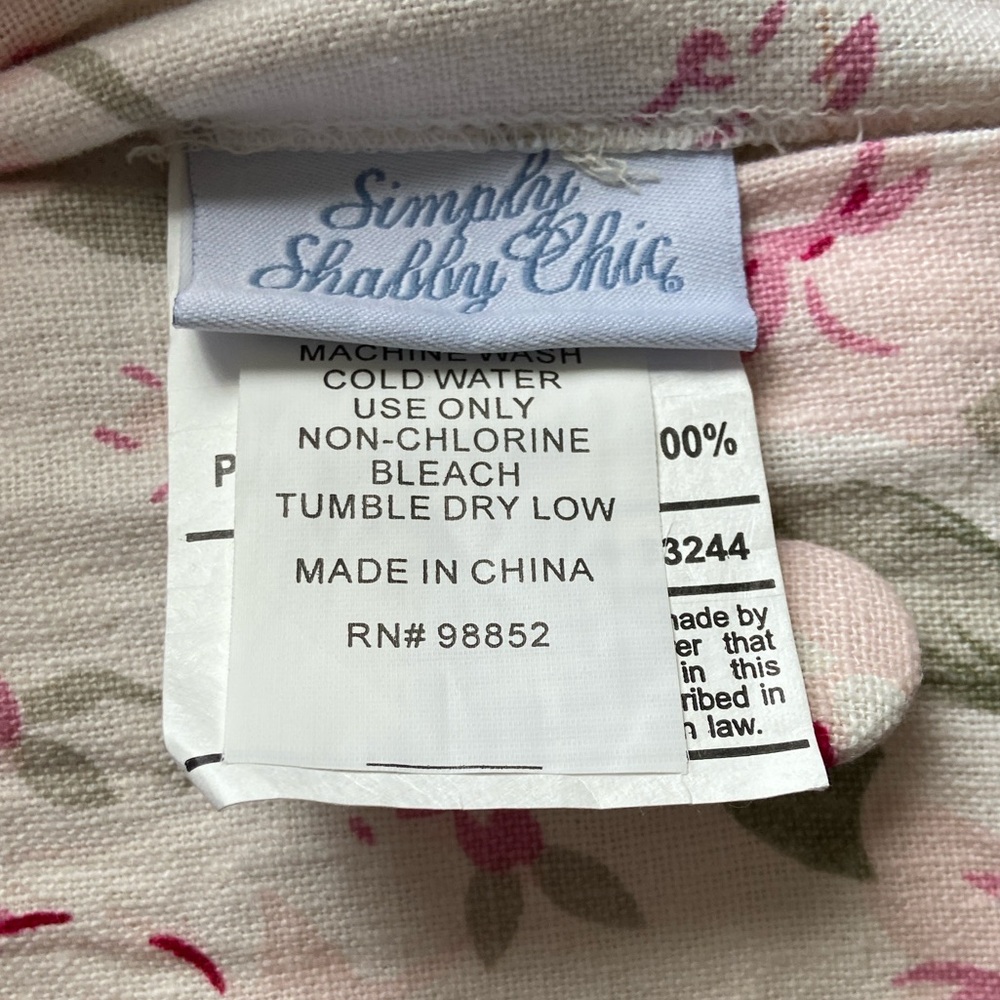 Simply
Shabby Chic®
MACHINE WASH
COLD WATER
USE ONLY
NON-CHLORINE
BLEACH
TUMBLE DRY LOW
MADE IN CHINA
RN# 98852
P
00%
3244
made by
er that
in this
ribed in
n law.